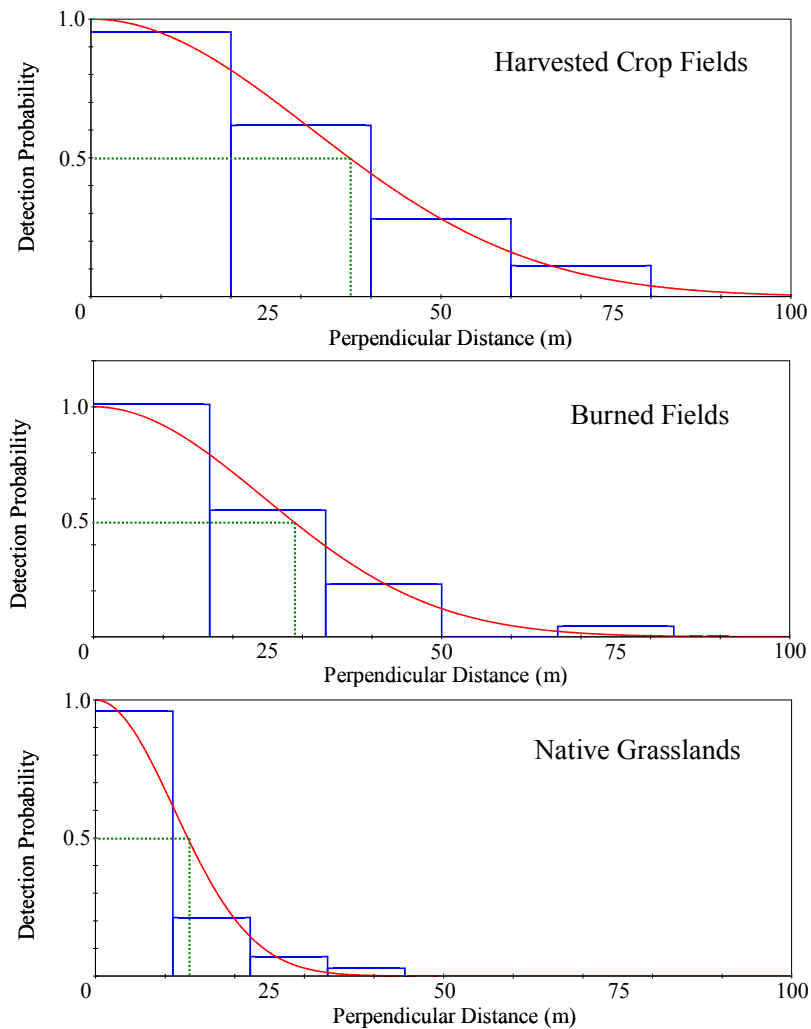 1.0
Harvested Crop Fields
Detection Probability
0.5
0 25 50 75 100
Perpendicular Distance (m)
1.0
Burned Fields
Detection Probability
0.5
0 25 50 75 100
Perpendicular Distance (m)
1.0
Native Grasslands
Detection Probability
0.5
0 25 50 75 100
Perpendicular Distance (m)